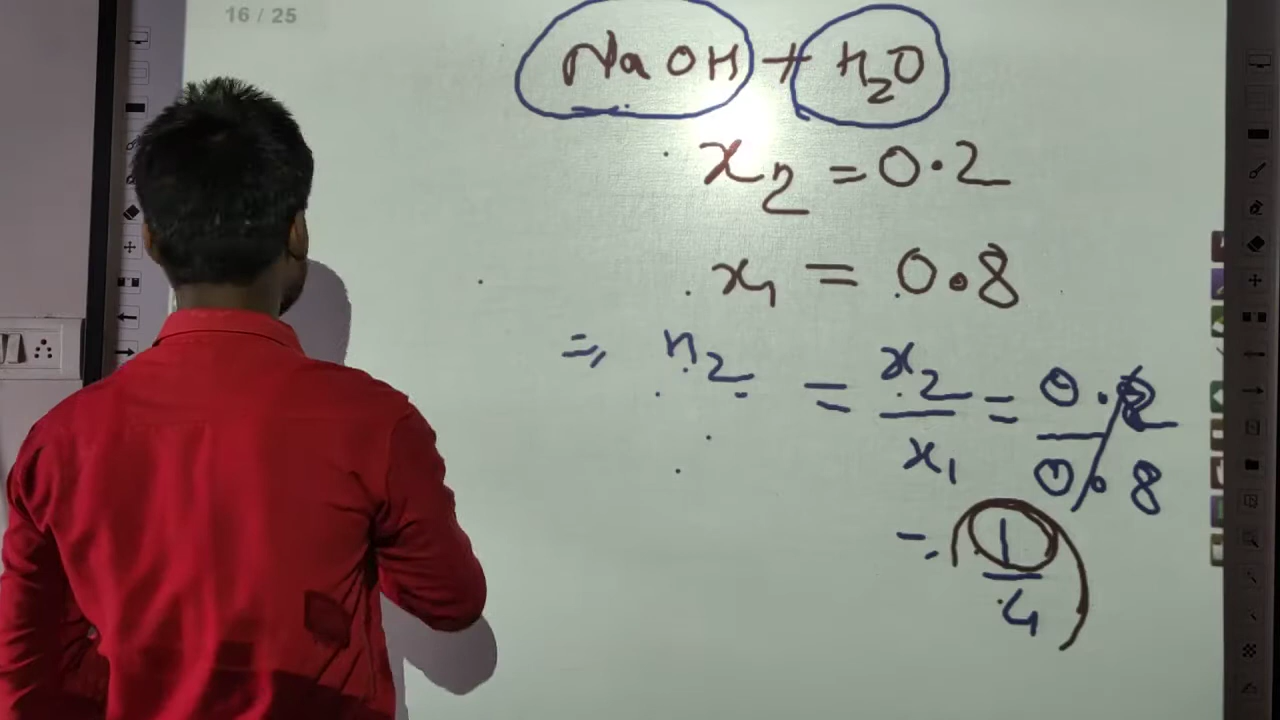 16 / 25
NaOH + H₂O
x₂ = 0.2
x₁ = 0.8
⇒ n₂ = x₂/x₁ = 0.2/0.8
= 1/4